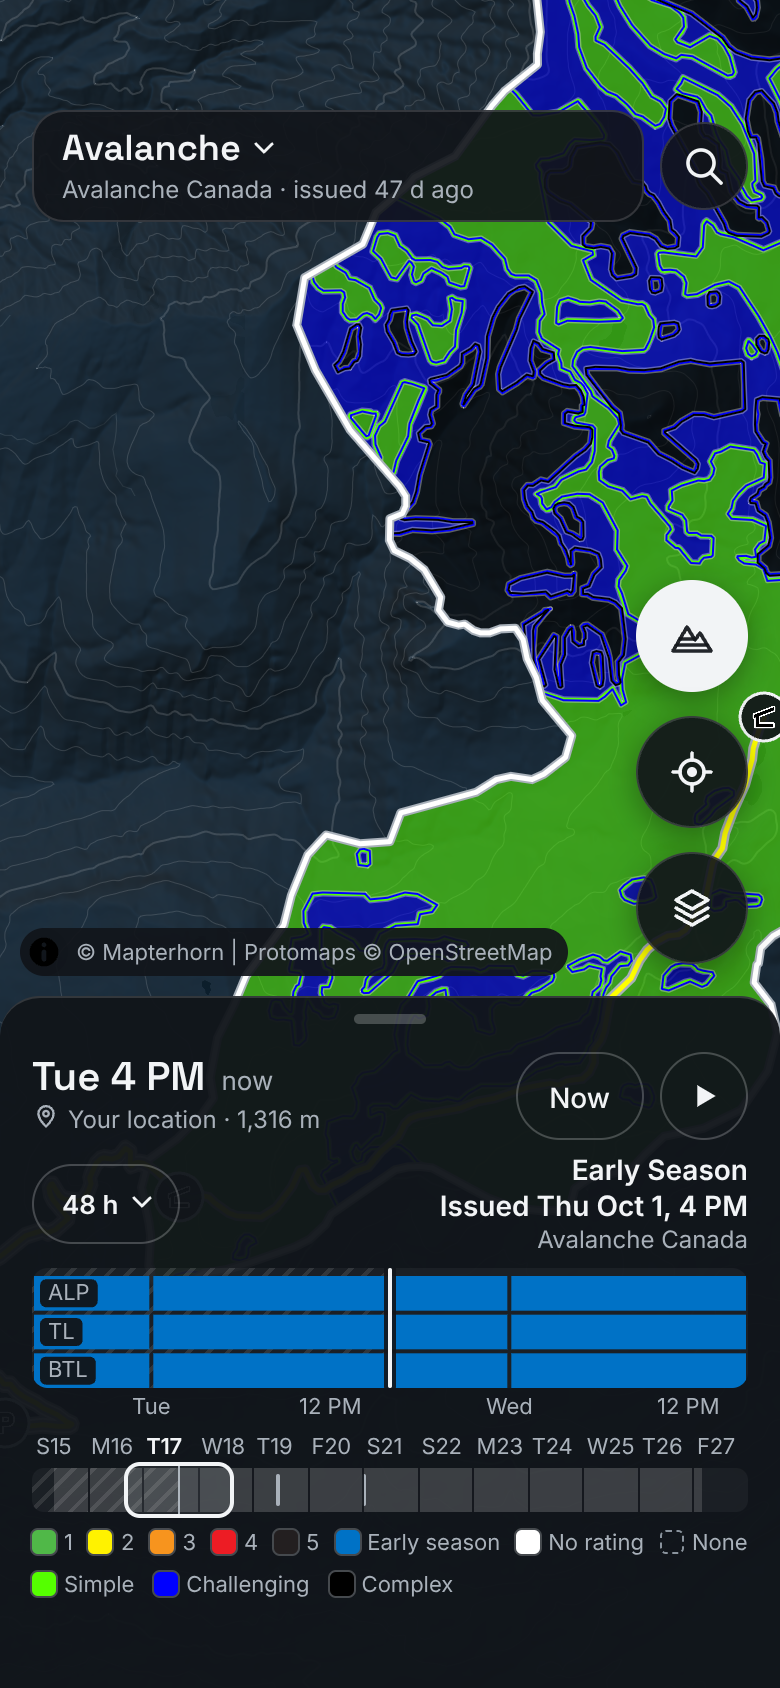 Avalanche
Avalanche Canada · issued 47 d ago
© Mapterhorn | Protomaps © OpenStreetMap
Tue 4 PM now
Your location · 1,316 m
Now
48 h
Early Season
Issued Thu Oct 1, 4 PM
Avalanche Canada
ALP
TL
BTL
Tue 12 PM Wed 12 PM
S15 M16 T17 W18 T19 F20 S21 S22 M23 T24 W25 T26 F27
1 2 3 4 5 Early season No rating None
Simple Challenging Complex